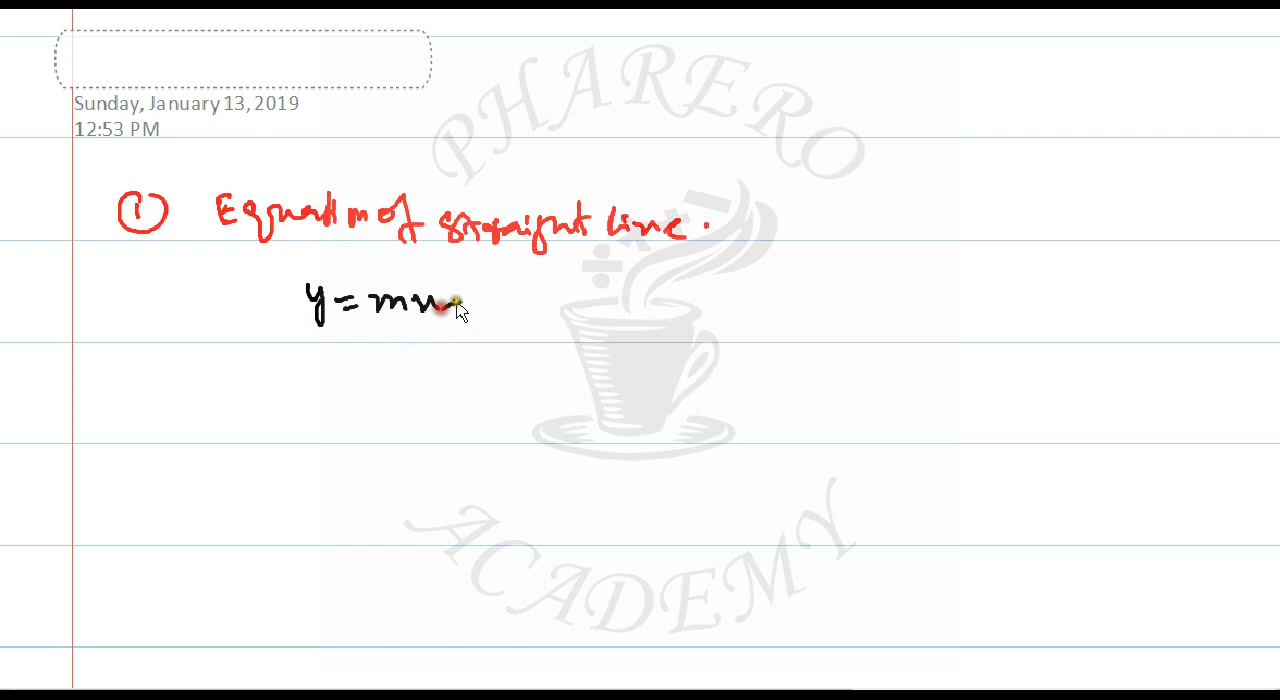 PHARERO
Sunday, January 13, 2019
12:53 PM
① Equation of straight line.
y = mx
ACADEMY